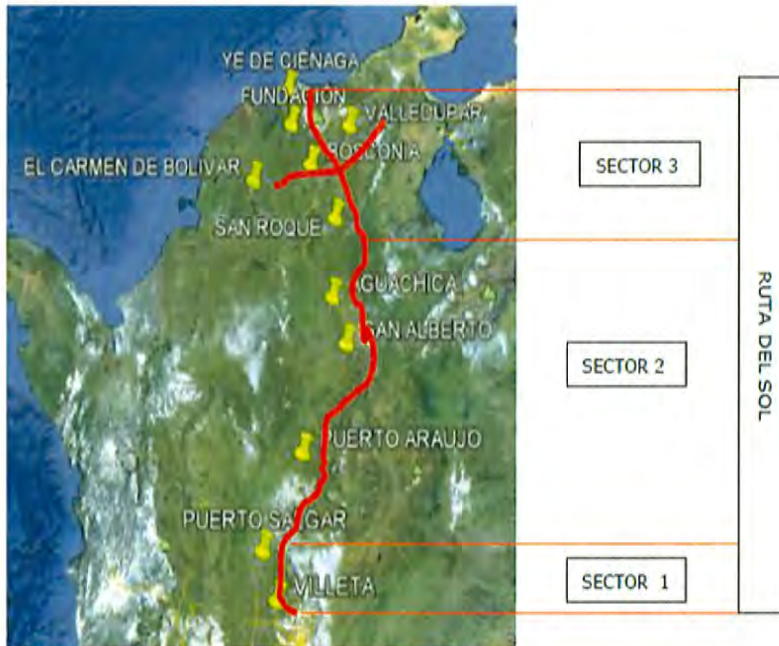 YE DE CIÉNAGA
FUNDACIÓN
VALLEDUPAR
BOSCONIA
EL CARMEN DE BOLIVAR
SAN ROQUE
AGUACHICA
SAN ALBERTO
PUERTO ARAUJO
PUERTO SALGAR
VILLETA
SECTOR 3
SECTOR 2
SECTOR 1
RUTA DEL SOL